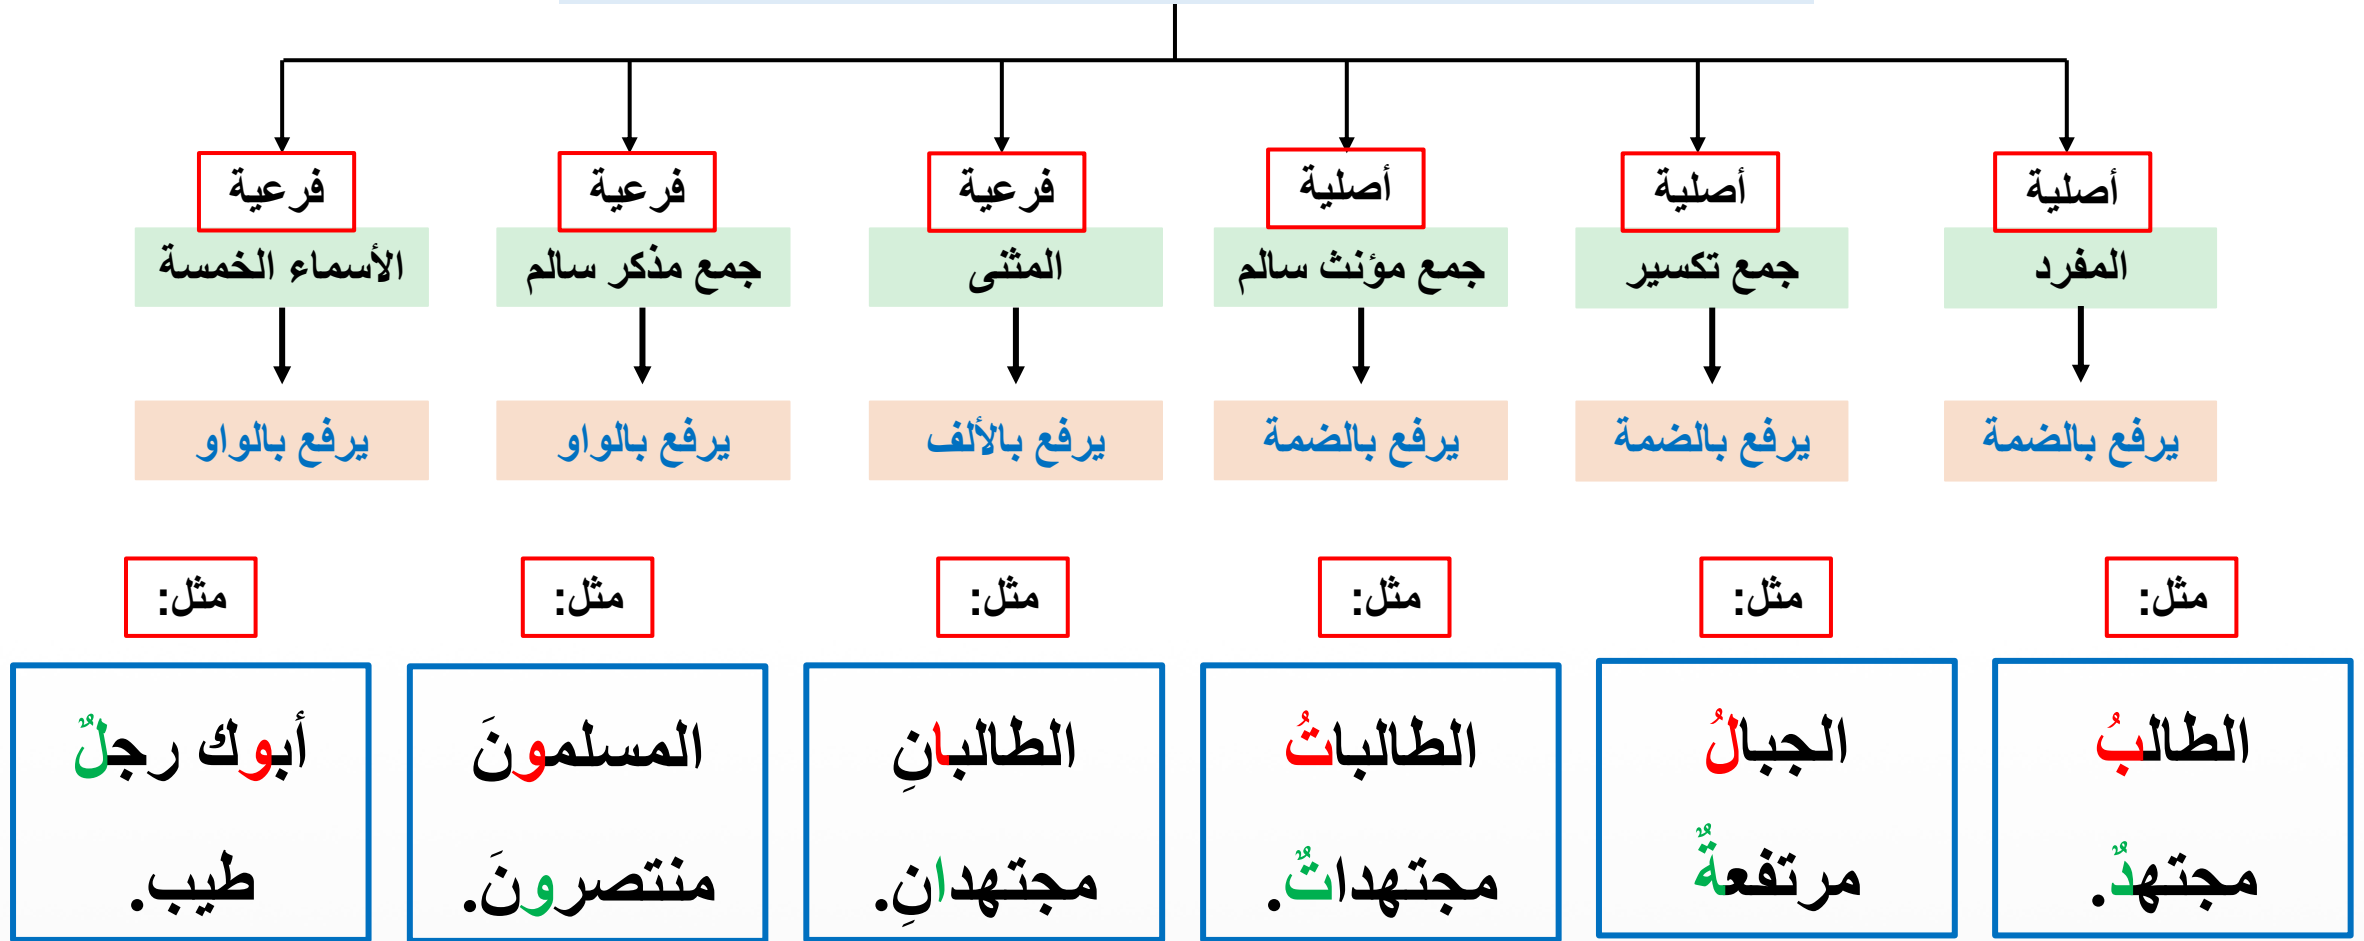 أصلية
أصلية
أصلية
فرعية
فرعية
فرعية
المفرد
جمع تكسير
جمع مؤنث سالم
المثنى
جمع مذكر سالم
الأسماء الخمسة
يرفع بالضمة
يرفع بالضمة
يرفع بالضمة
يرفع بالألف
يرفع بالواو
يرفع بالواو
مثل:
مثل:
مثل:
مثل:
مثل:
مثل:
الطالبُ
مجتهدٌ.
الجبالُ
مرتفعةٌ
الطالباتُ
مجتهداتٌ.
الطالبانِ
مجتهدانِ.
المسلمونَ
منتصرونَ.
أبوك رجلٌ
طيب.